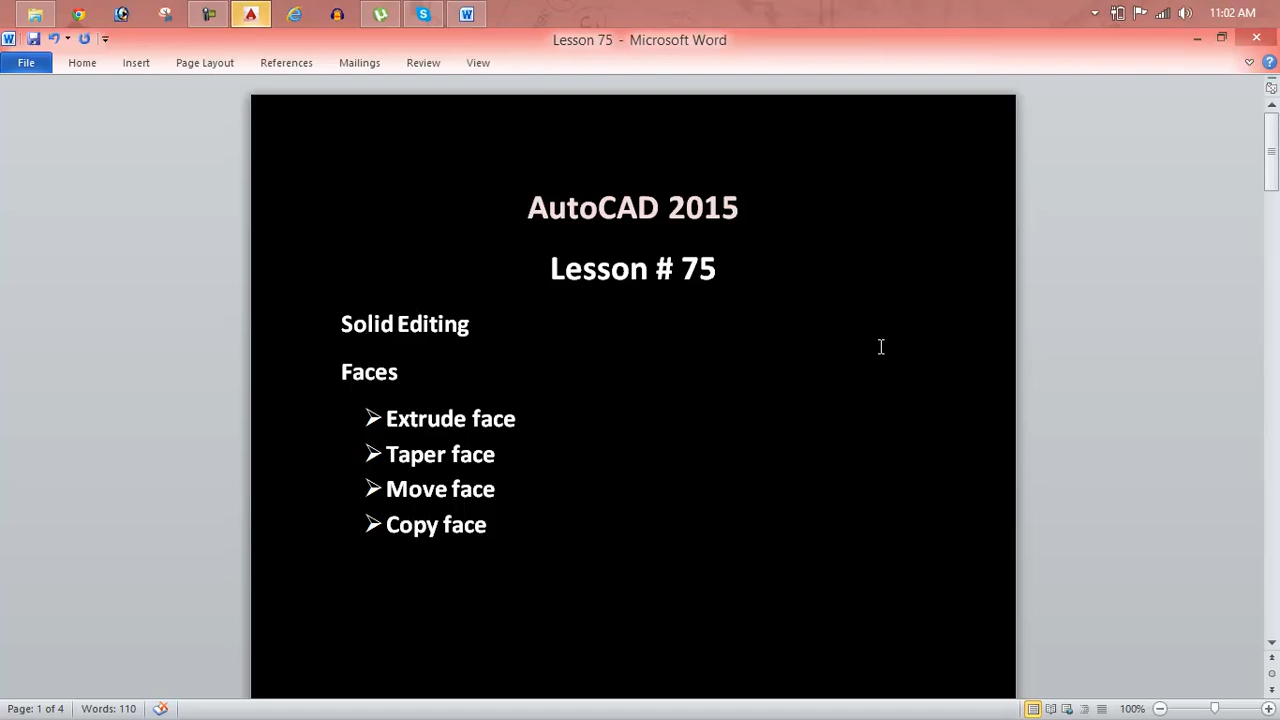 11:02 AM
Lesson 75 - Microsoft Word
File Home Insert Page Layout References Mailings Review View
AutoCAD 2015
Lesson # 75
Solid Editing
Faces
Extrude face
Taper face
Move face
Copy face
Page: 1 of 4 Words: 110 100%